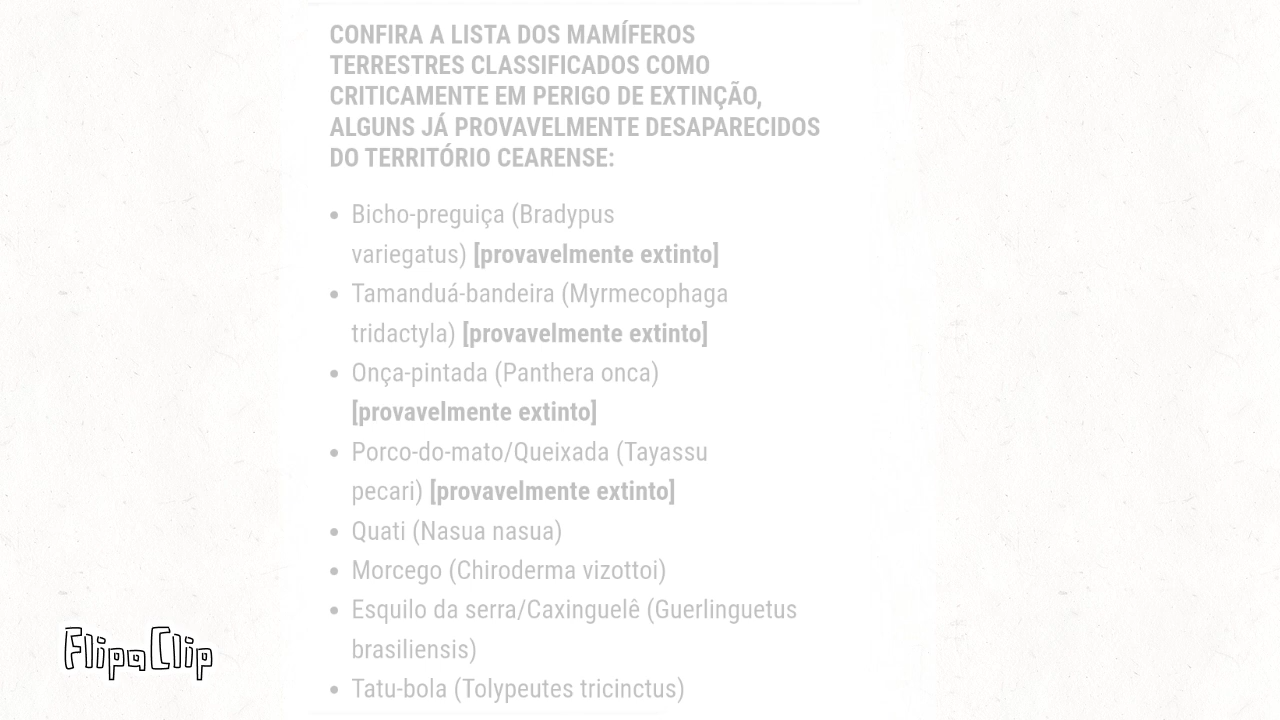 CONFIRA A LISTA DOS MAMÍFEROS
TERRESTRES CLASSIFICADOS COMO
CRITICAMENTE EM PERIGO DE EXTINÇÃO,
ALGUNS JÁ PROVAVELMENTE DESAPARECIDOS
DO TERRITÓRIO CEARENSE:
• Bicho-preguiça (Bradypus
variegatus) [provavelmente extinto]
• Tamanduá-bandeira (Myrmecophaga
tridactyla) [provavelmente extinto]
• Onça-pintada (Panthera onca)
[provavelmente extinto]
• Porco-do-mato/Queixada (Tayassu
pecari) [provavelmente extinto]
• Quati (Nasua nasua)
• Morcego (Chiroderma vizottoi)
• Esquilo da serra/Caxinguelê (Guerlinguetus
brasiliensis)
• Tatu-bola (Tolypeutes tricinctus)
FlipaClip